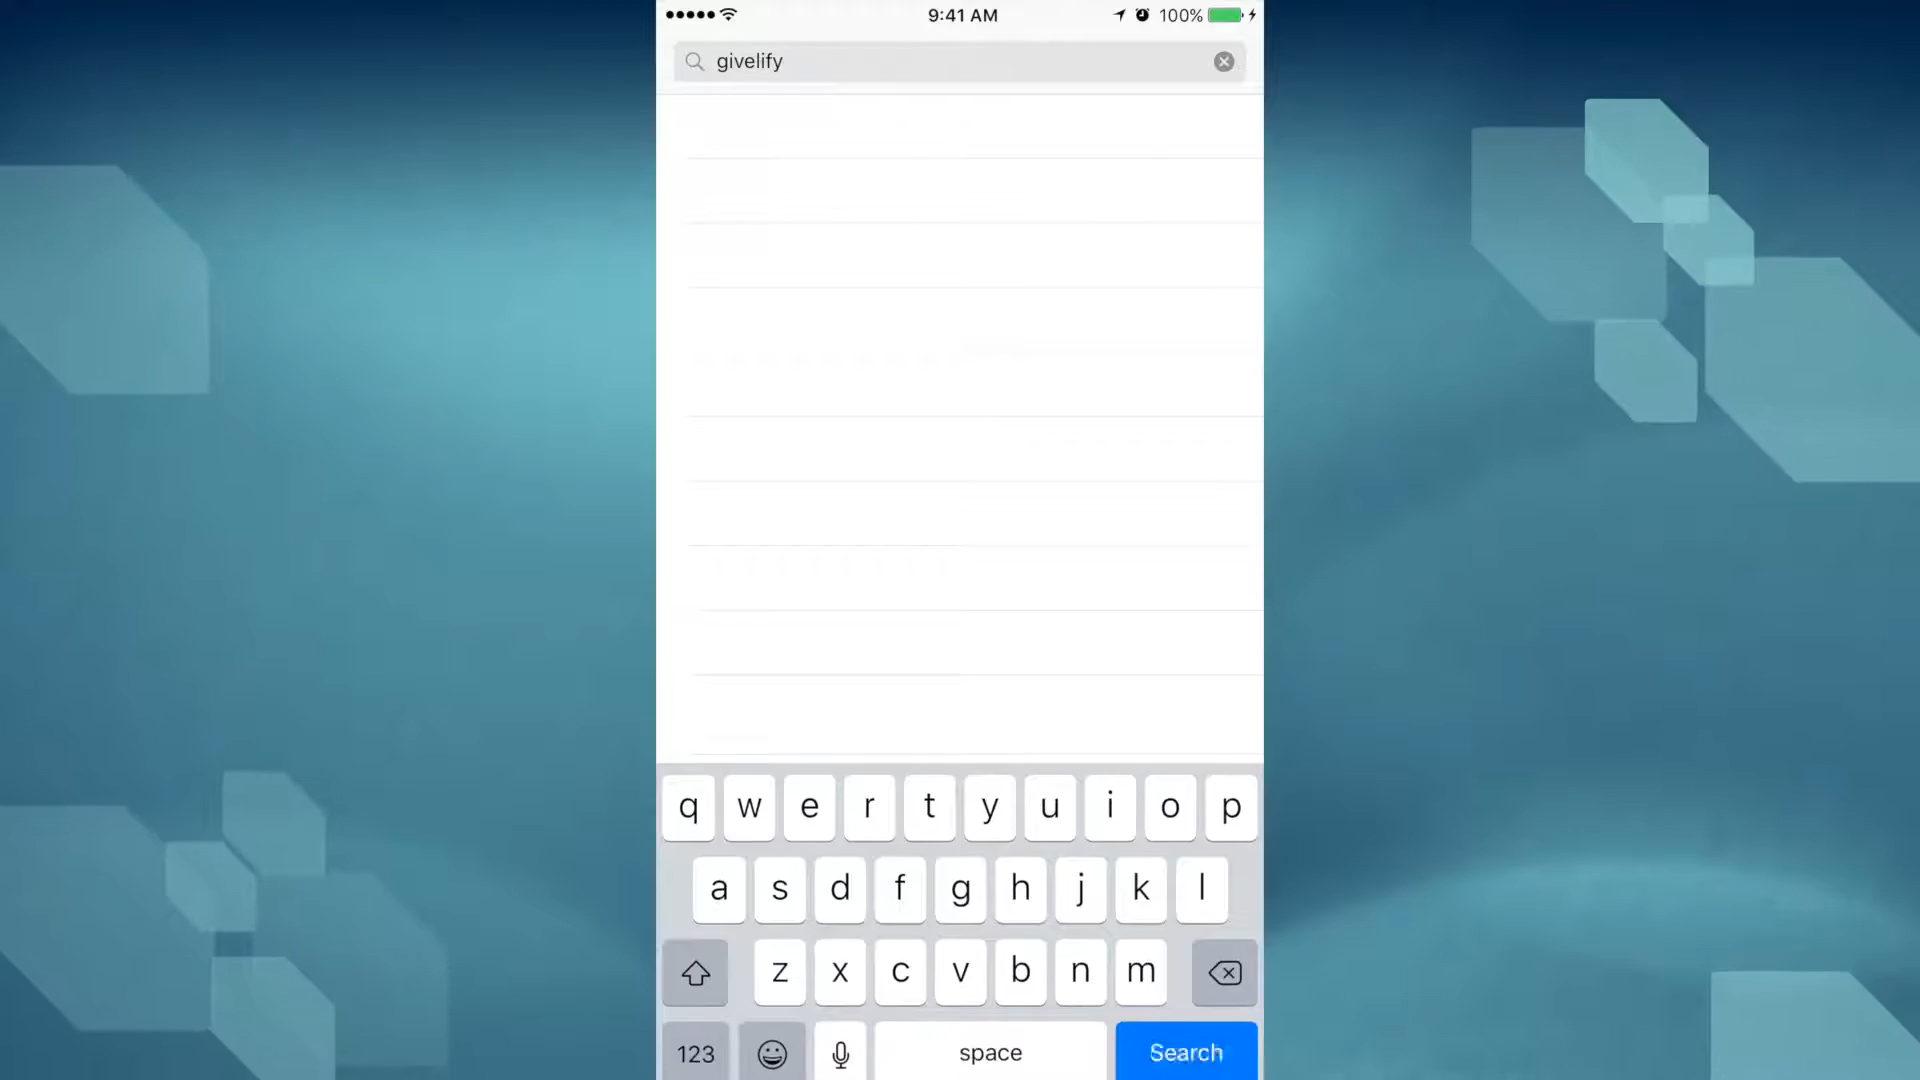 9:41 AM 100%
givelify
q w e r t y u i o p
a s d f g h j k l
z x c v b n m
123 space Search